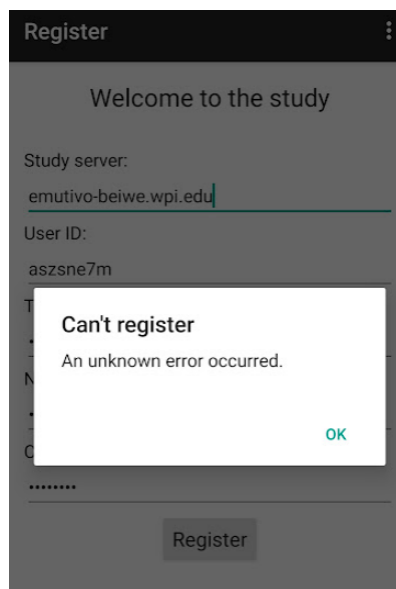 Register
Welcome to the study
Study server:
emutivo-beiwe.wpi.edu
User ID:
aszsne7m
T
Can't register
An unknown error occurred.
N
OK
C
••••••••
Register